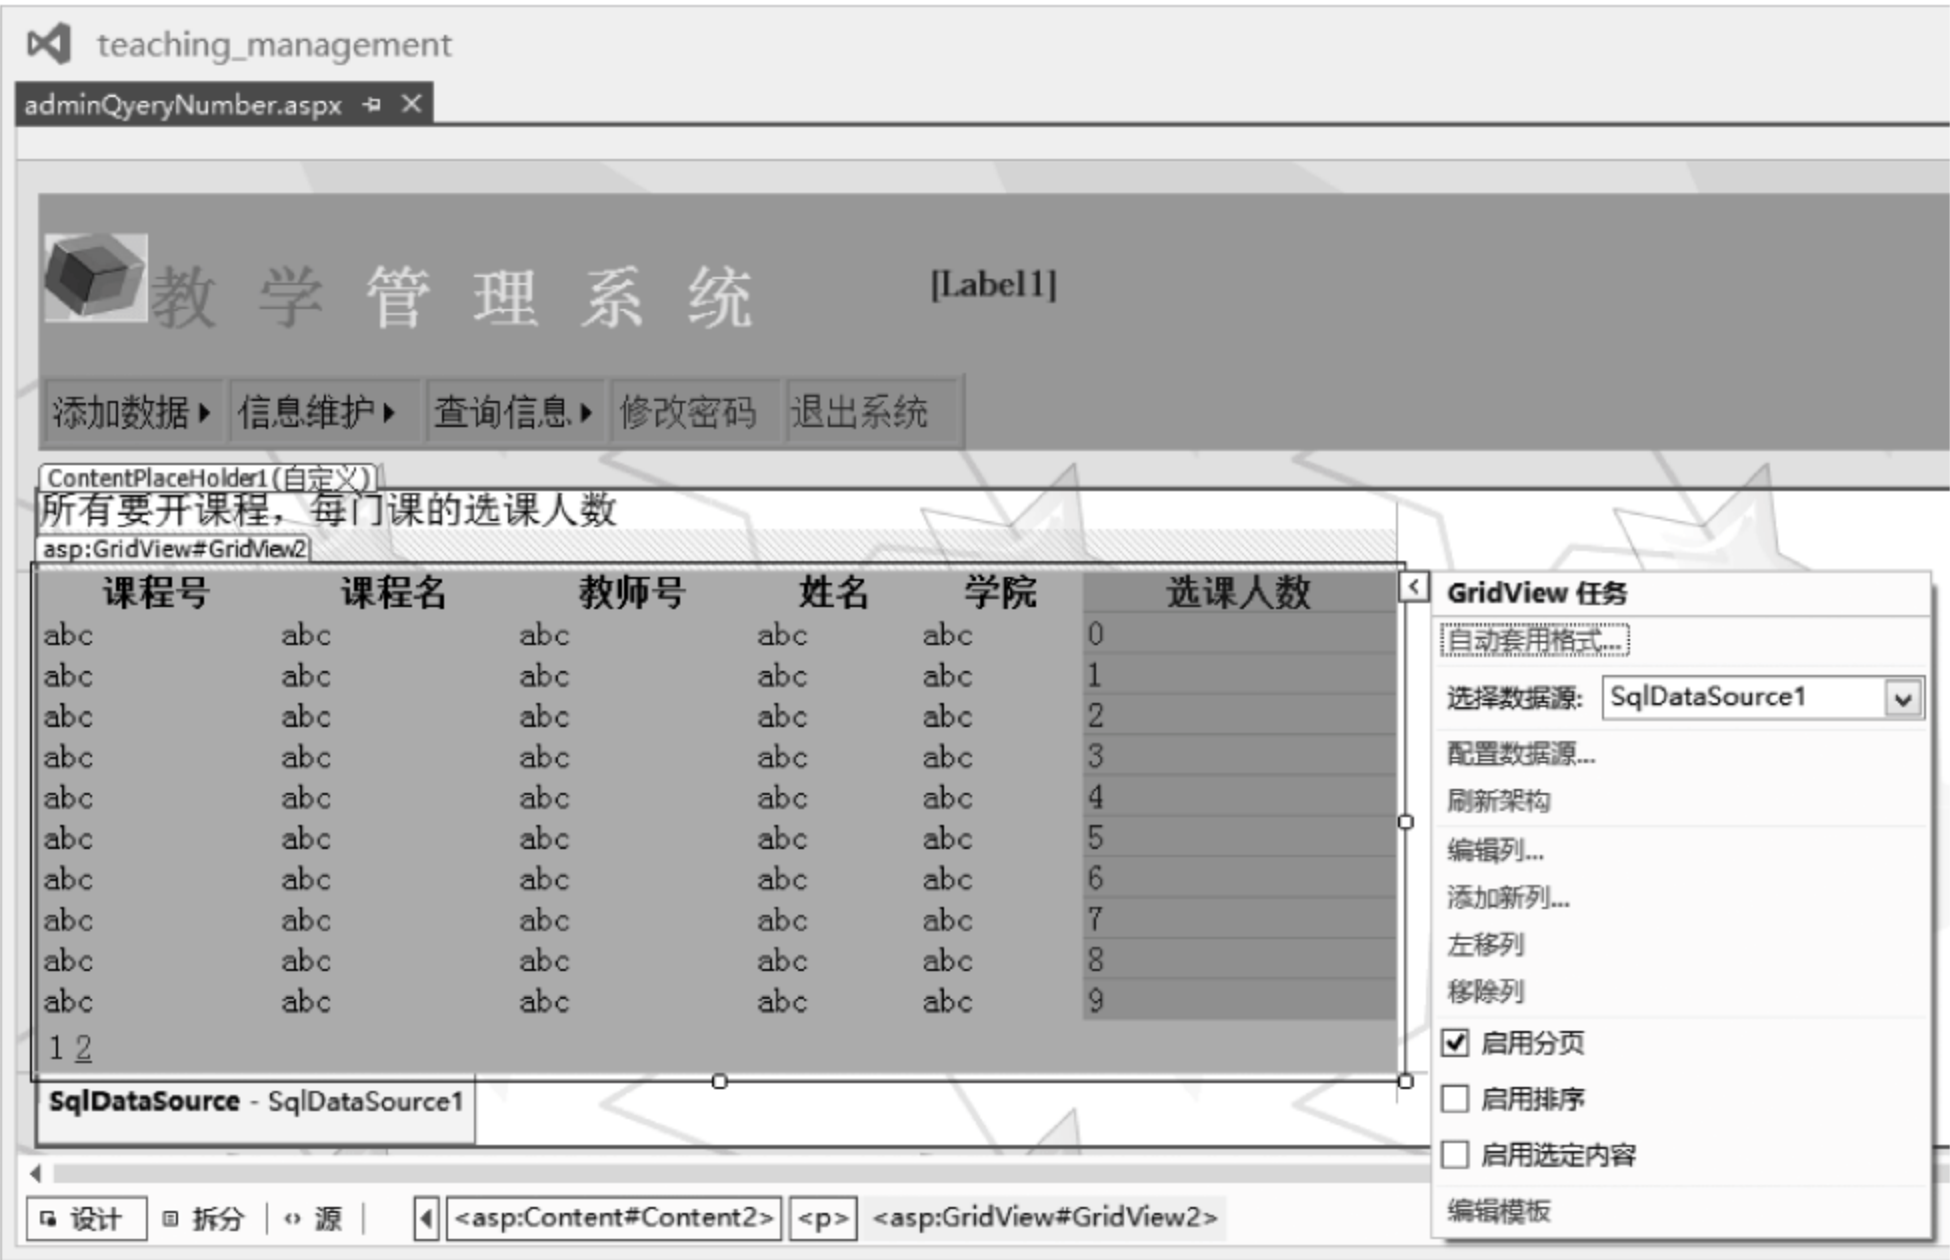 teaching_management
adminQyeryNumber.aspx
教 学 管 理 系 统
[Label1]
添加数据 信息维护 查询信息 修改密码 退出系统
ContentPlaceHolder1(自定义)
所有要开课程，每门课的选课人数
asp:GridView#GridView2
课程号 课程名 教师号 姓名 学院 选课人数
abc abc abc abc abc 0
abc abc abc abc abc 1
abc abc abc abc abc 2
abc abc abc abc abc 3
abc abc abc abc abc 4
abc abc abc abc abc 5
abc abc abc abc abc 6
abc abc abc abc abc 7
abc abc abc abc abc 8
abc abc abc abc abc 9
1 2
SqlDataSource - SqlDataSource1
GridView 任务
自动套用格式...
选择数据源: SqlDataSource1
配置数据源...
刷新架构
编辑列...
添加新列...
左移列
移除列
启用分页
启用排序
启用选定内容
编辑模板
设计 拆分 源 <asp:Content#Content2> <p> <asp:GridView#GridView2>